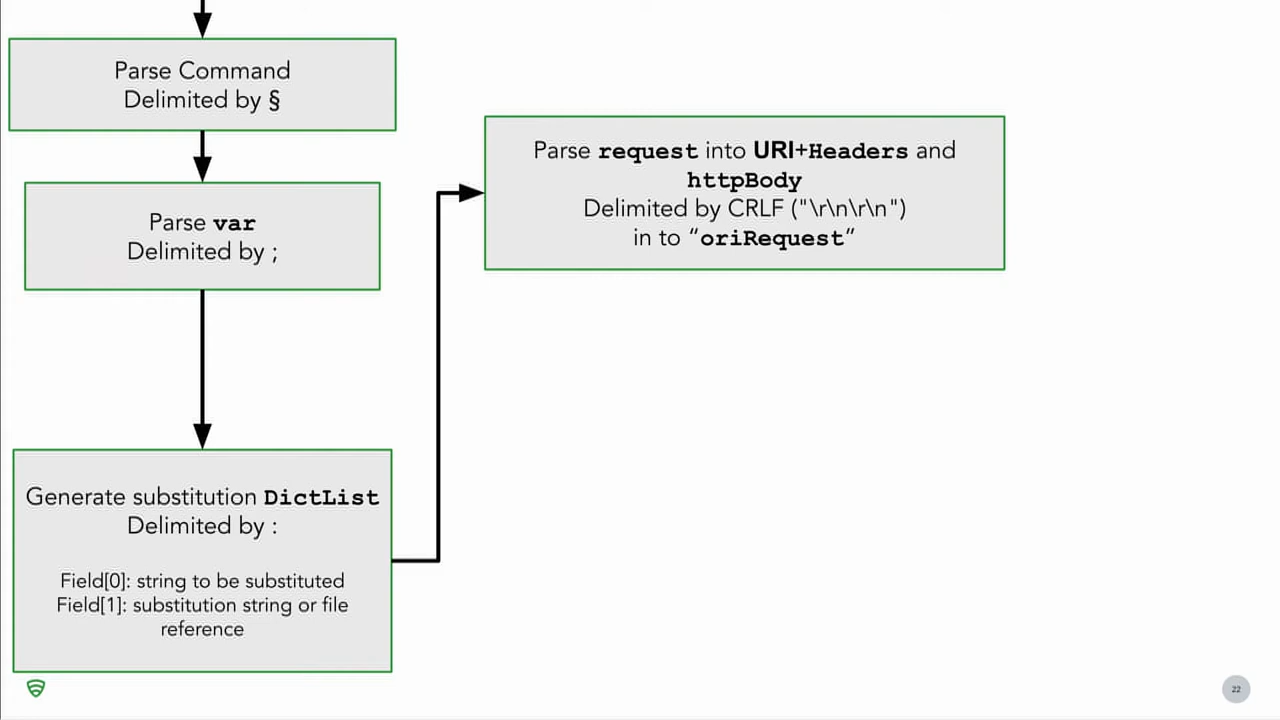 Parse Command
Delimited by §
Parse var
Delimited by ;
Generate substitution DictList
Delimited by :
Field[0]: string to be substituted
Field[1]: substitution string or file
reference
Parse request into URI+Headers and
httpBody
Delimited by CRLF ("\r\n\r\n")
in to “oriRequest”
22